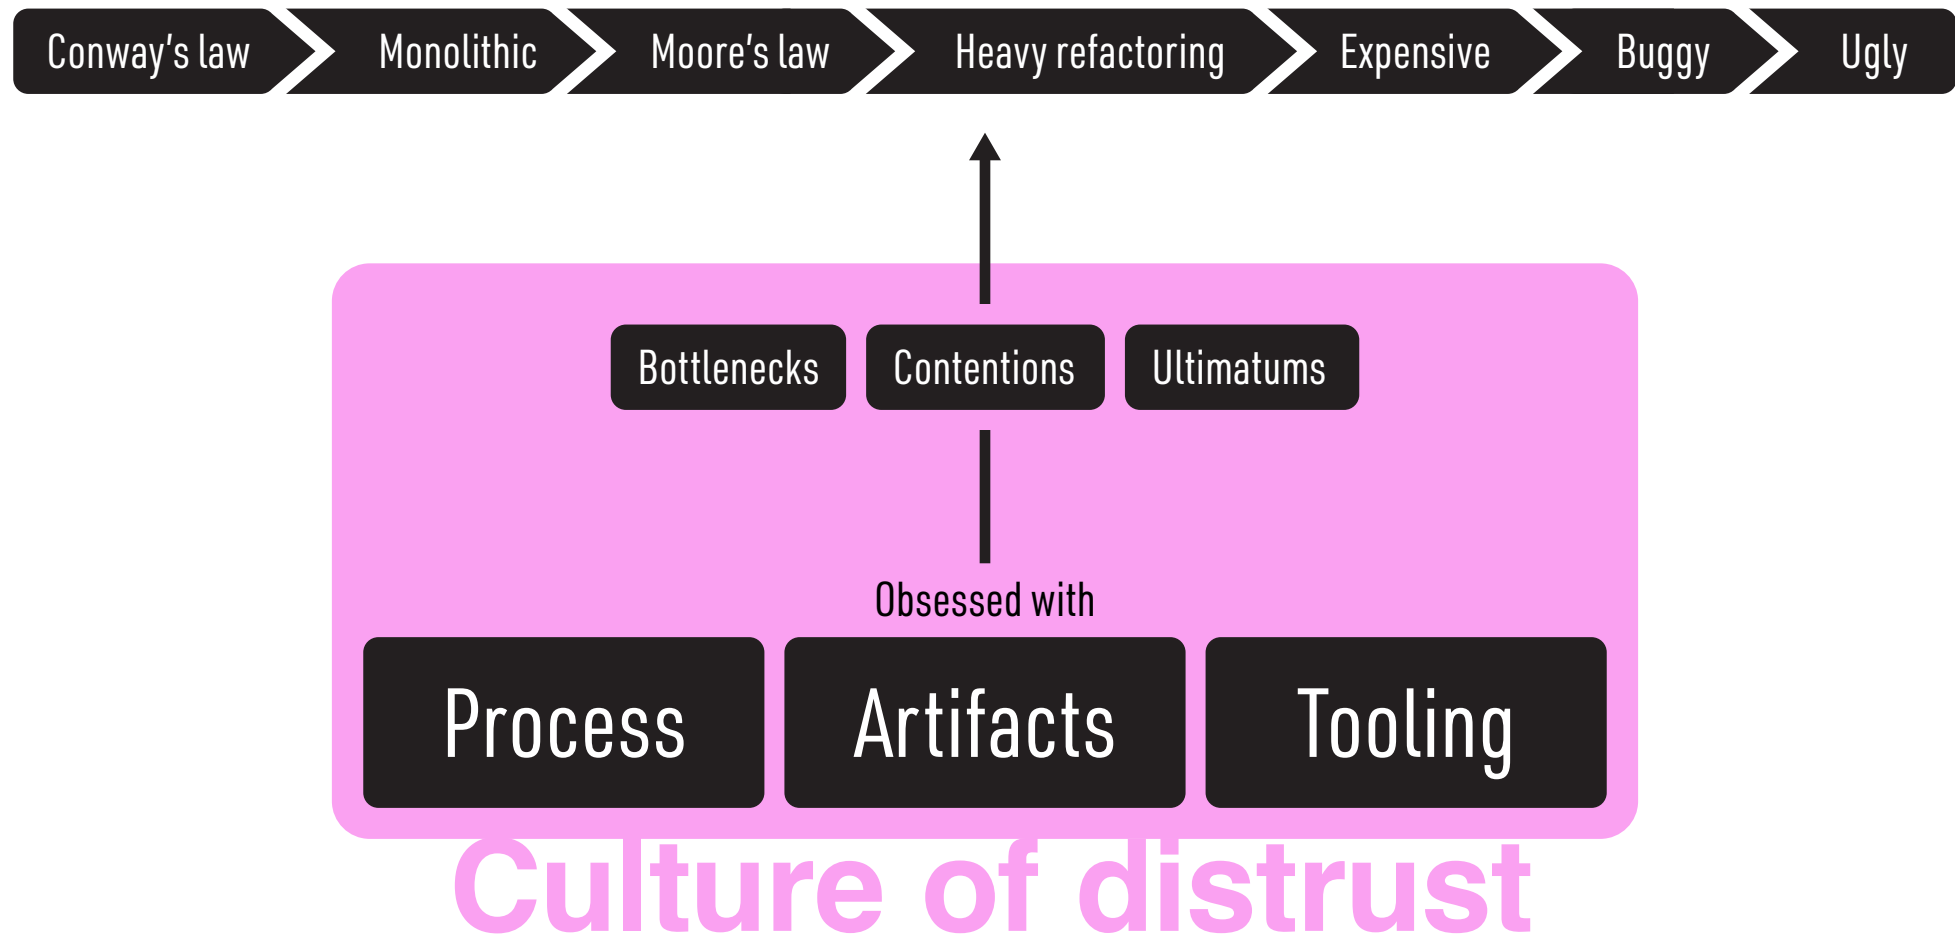 Conway's law Monolithic Moore's law Heavy refactoring Expensive Buggy Ugly
Bottlenecks Contentions Ultimatums
Obsessed with
Process Artifacts Tooling
Culture of distrust